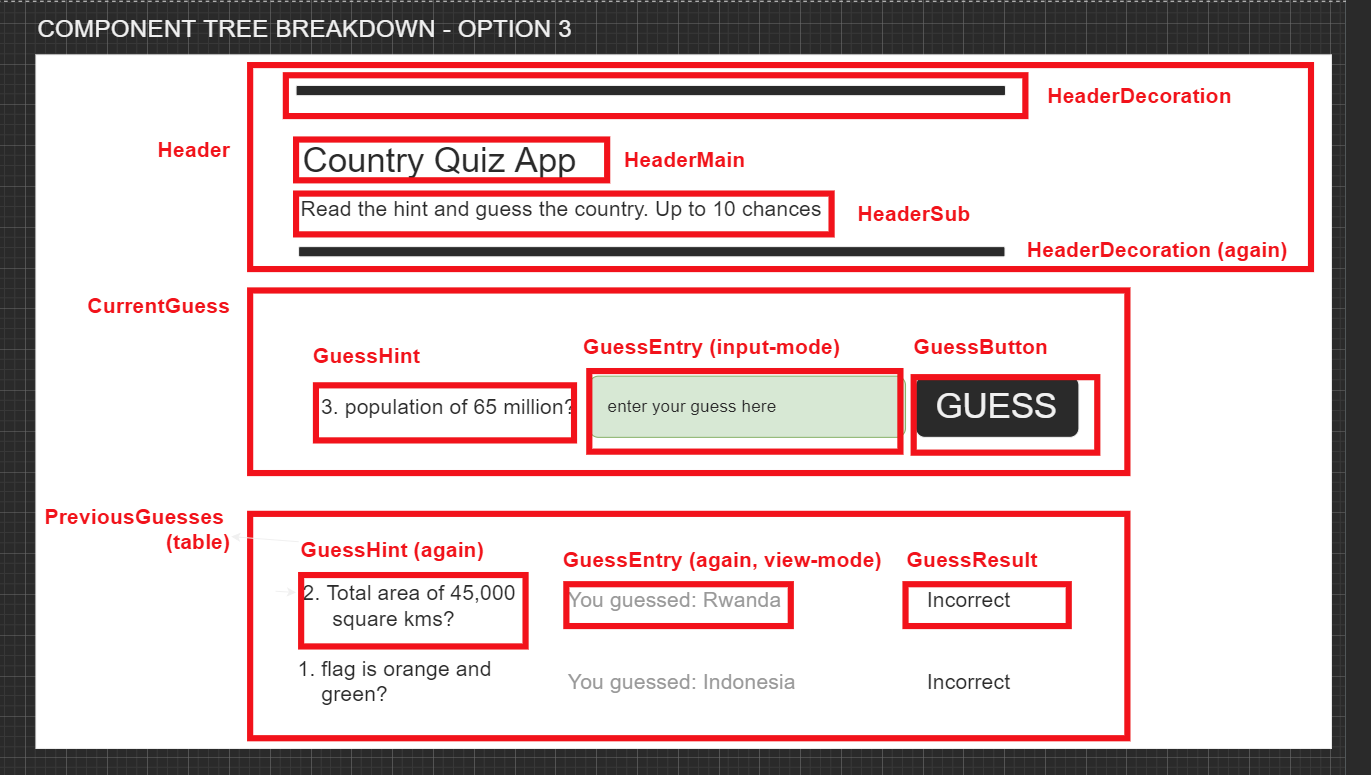 COMPONENT TREE BREAKDOWN - OPTION 3
HeaderDecoration
Header
Country Quiz App
HeaderMain
Read the hint and guess the country. Up to 10 chances
HeaderSub
HeaderDecoration (again)
CurrentGuess
GuessHint
GuessEntry (input-mode)
GuessButton
3. population of 65 million?
enter your guess here
GUESS
PreviousGuesses
(table)
GuessHint (again)
GuessEntry (again, view-mode)
GuessResult
2. Total area of 45,000
square kms?
You guessed: Rwanda
Incorrect
1. flag is orange and
green?
You guessed: Indonesia
Incorrect